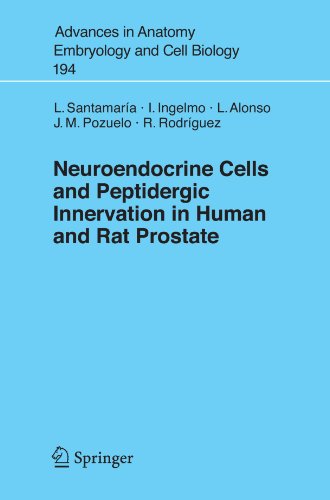 Advances in Anatomy
Embryology and Cell Biology
194
L. Santamaría · I. Ingelmo · L. Alonso
J. M. Pozuelo · R. Rodríguez
Neuroendocrine Cells
and Peptidergic
Innervation in Human
and Rat Prostate
Springer